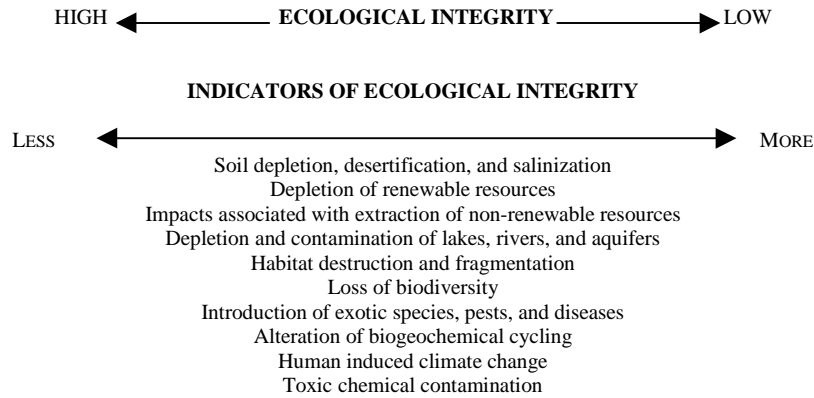 HIGH ECOLOGICAL INTEGRITY LOW
INDICATORS OF ECOLOGICAL INTEGRITY
LESS MORE
Soil depletion, desertification, and salinization
Depletion of renewable resources
Impacts associated with extraction of non-renewable resources
Depletion and contamination of lakes, rivers, and aquifers
Habitat destruction and fragmentation
Loss of biodiversity
Introduction of exotic species, pests, and diseases
Alteration of biogeochemical cycling
Human induced climate change
Toxic chemical contamination